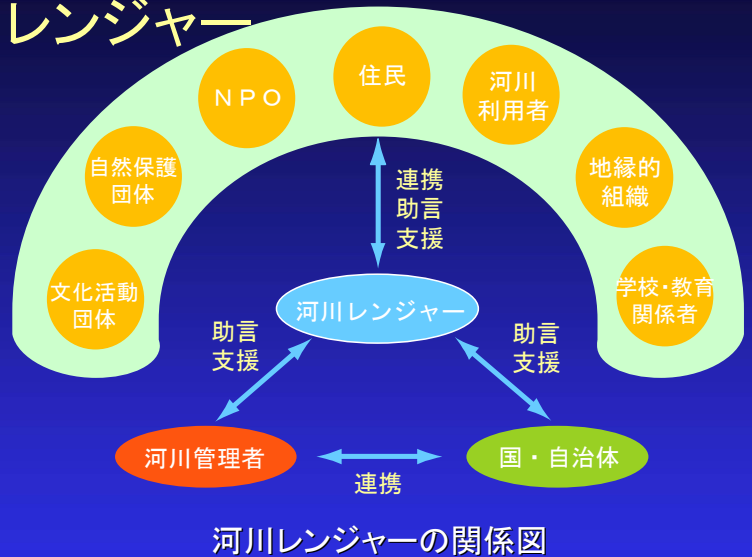 レンジャー
住民
ＮＰＯ
河川
利用者
自然保護
団体
地縁的
組織
文化活動
団体
学校・教育
関係者
連携
助言
支援
河川レンジャー
助言
支援
助言
支援
河川管理者
国・自治体
連携
河川レンジャーの関係図